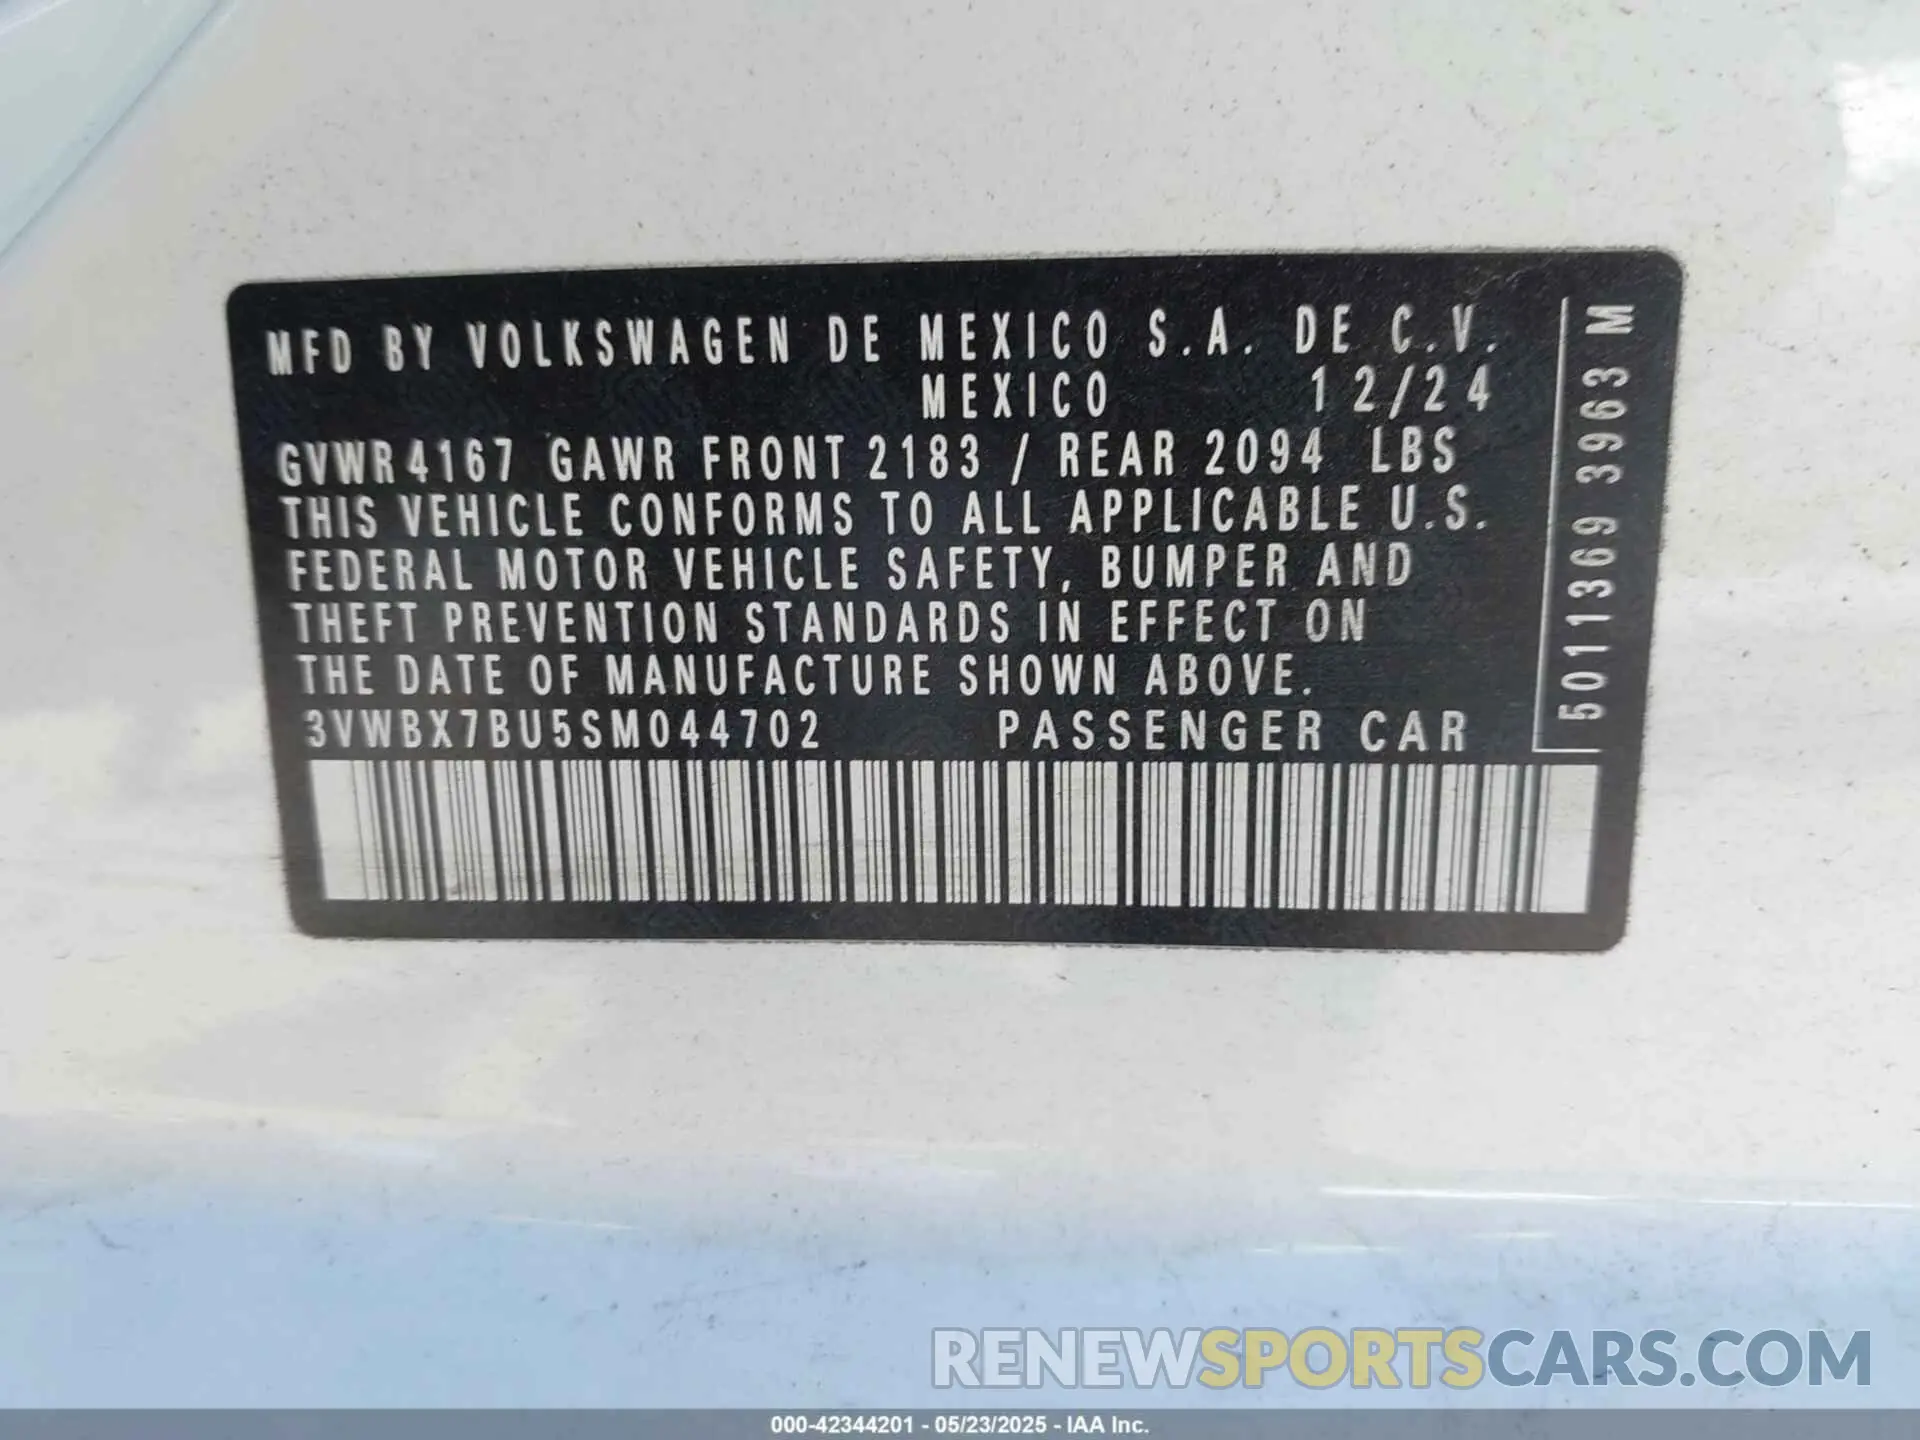 MFD BY VOLKSWAGEN DE MEXICO S.A. DE C.V.
MEXICO 12/24
GVWR 4167 GAWR FRONT 2183 / REAR 2094 LBS
THIS VEHICLE CONFORMS TO ALL APPLICABLE U.S.
FEDERAL MOTOR VEHICLE SAFETY, BUMPER AND
THEFT PREVENTION STANDARDS IN EFFECT ON
THE DATE OF MANUFACTURE SHOWN ABOVE.
3VWBX7BU5SM044702 PASSENGER CAR
5011369 3963 M
RENEWSPORTSCARS.COM
000-42344201 - 05/23/2025 - IAA Inc.